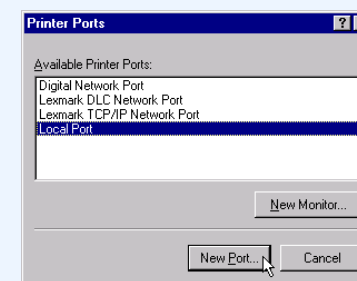 Printer Ports
Available Printer Ports:
Digital Network Port
Lexmark DLC Network Port
Lexmark TCP/IP Network Port
Local Port
New Monitor...
New Port...
Cancel